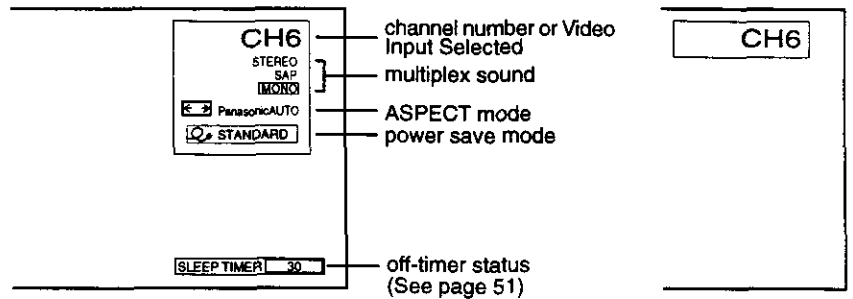 CH6
STEREO
SAP
MONO
PanasonicAUTO
STANDARD
SLEEP TIMER 30
channel number or Video
Input Selected
multiplex sound
ASPECT mode
power save mode
off-timer status
(See page 51)
CH6